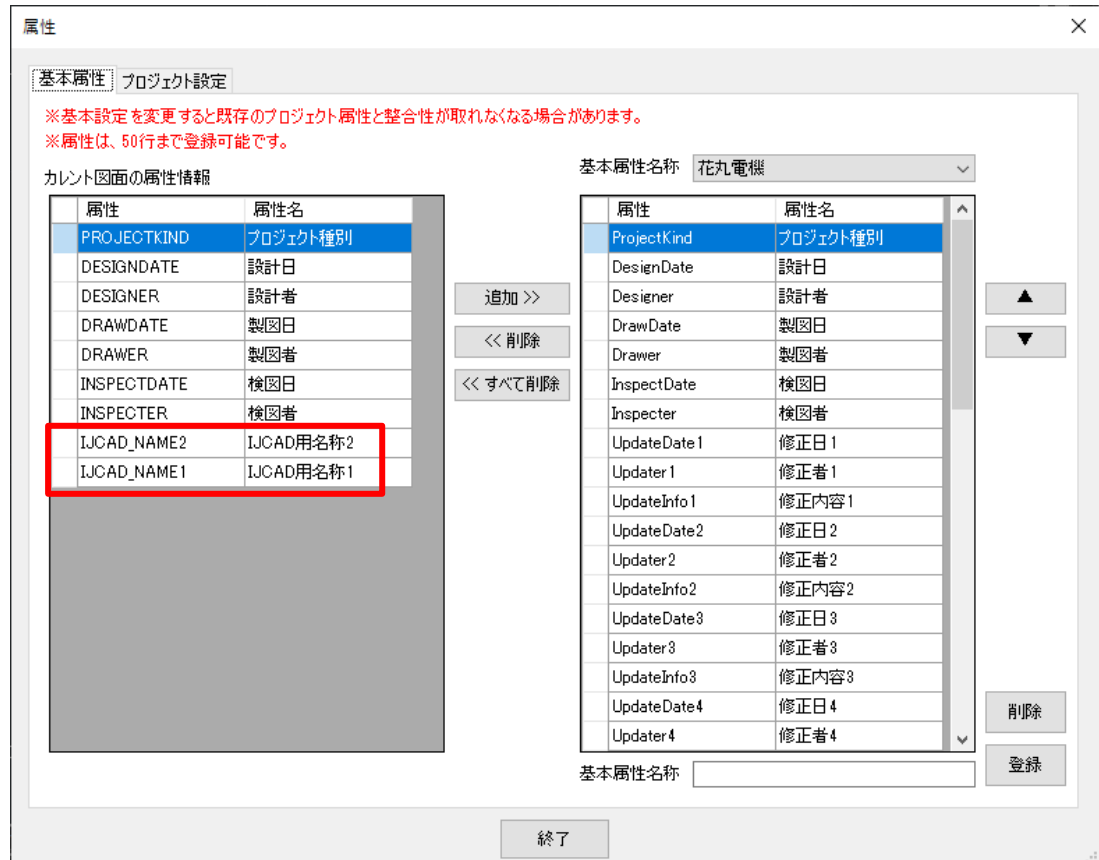 属性
基本属性 プロジェクト設定
※基本設定を変更すると既存のプロジェクト属性と整合性が取れなくなる場合があります。
※属性は、50行まで登録可能です。
カレント図面の属性情報
属性 属性名
PROJECTKIND プロジェクト種別
DESIGNDATE 設計日
DESIGNER 設計者
DRAWDATE 製図日
DRAWER 製図者
INSPECTDATE 検図日
INSPECTER 検図者
IJCAD_NAME2 IJCAD用名称2
IJCAD_NAME1 IJCAD用名称1
追加 >>
<< 削除
<< すべて削除
基本属性名称 花丸電機
属性 属性名
ProjectKind プロジェクト種別
DesignDate 設計日
Designer 設計者
DrawDate 製図日
Drawer 製図者
InspectDate 検図日
Inspecter 検図者
UpdateDate1 修正日1
Updater1 修正者1
UpdateInfo1 修正内容1
UpdateDate2 修正日2
Updater2 修正者2
UpdateInfo2 修正内容2
UpdateDate3 修正日3
Updater3 修正者3
UpdateInfo3 修正内容3
UpdateDate4 修正日4
Updater4 修正者4
基本属性名称
▲
▼
削除
登録
終了